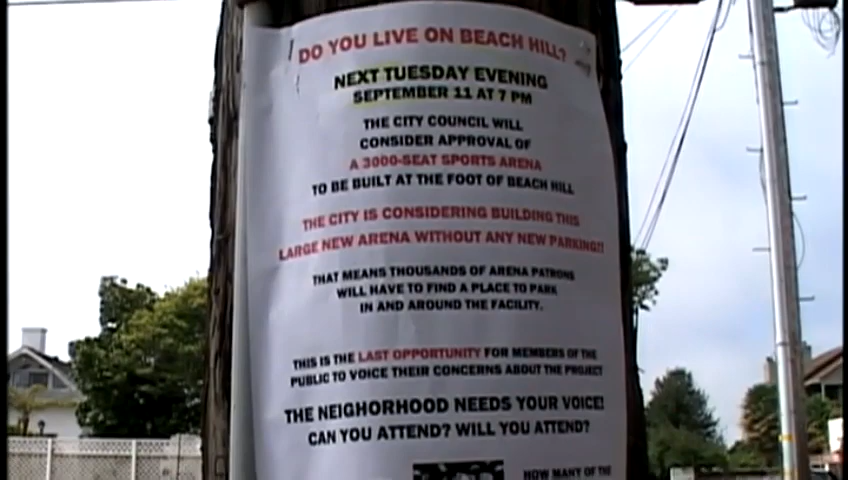 DO YOU LIVE ON BEACH HILL?
NEXT TUESDAY EVENING
SEPTEMBER 11 AT 7 PM
THE CITY COUNCIL WILL
CONSIDER APPROVAL OF
A 3000-SEAT SPORTS ARENA
TO BE BUILT AT THE FOOT OF BEACH HILL
THE CITY IS CONSIDERING BUILDING THIS
LARGE NEW ARENA WITHOUT ANY NEW PARKING!!
THAT MEANS THOUSANDS OF ARENA PATRONS
WILL HAVE TO FIND A PLACE TO PARK
IN AND AROUND THE FACILITY.
THIS IS THE LAST OPPORTUNITY FOR MEMBERS OF THE
PUBLIC TO VOICE THEIR CONCERNS ABOUT THE PROJECT
THE NEIGHORHOOD NEEDS YOUR VOICE!
CAN YOU ATTEND? WILL YOU ATTEND?
HOW MANY OF THE